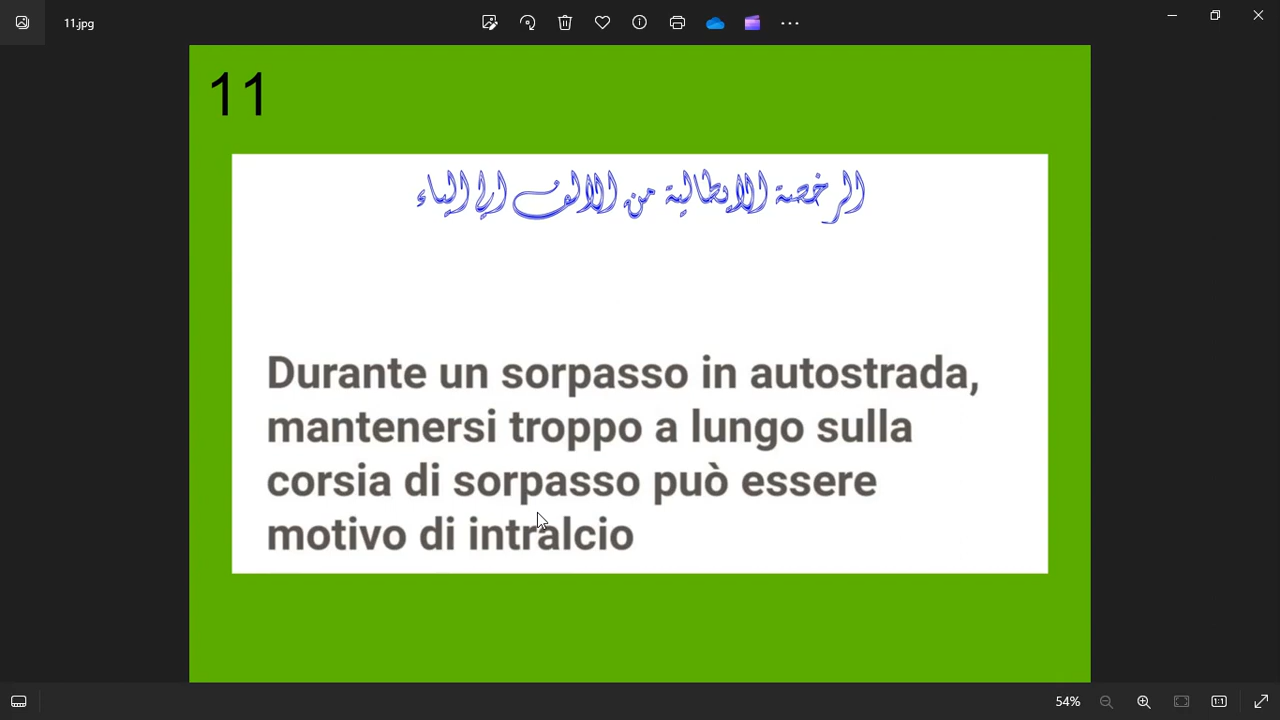 11.jpg
11
الرخصة الإيطالية من الالف الى الياء
Durante un sorpasso in autostrada,
mantenersi troppo a lungo sulla
corsia di sorpasso può essere
motivo di intralcio
54%